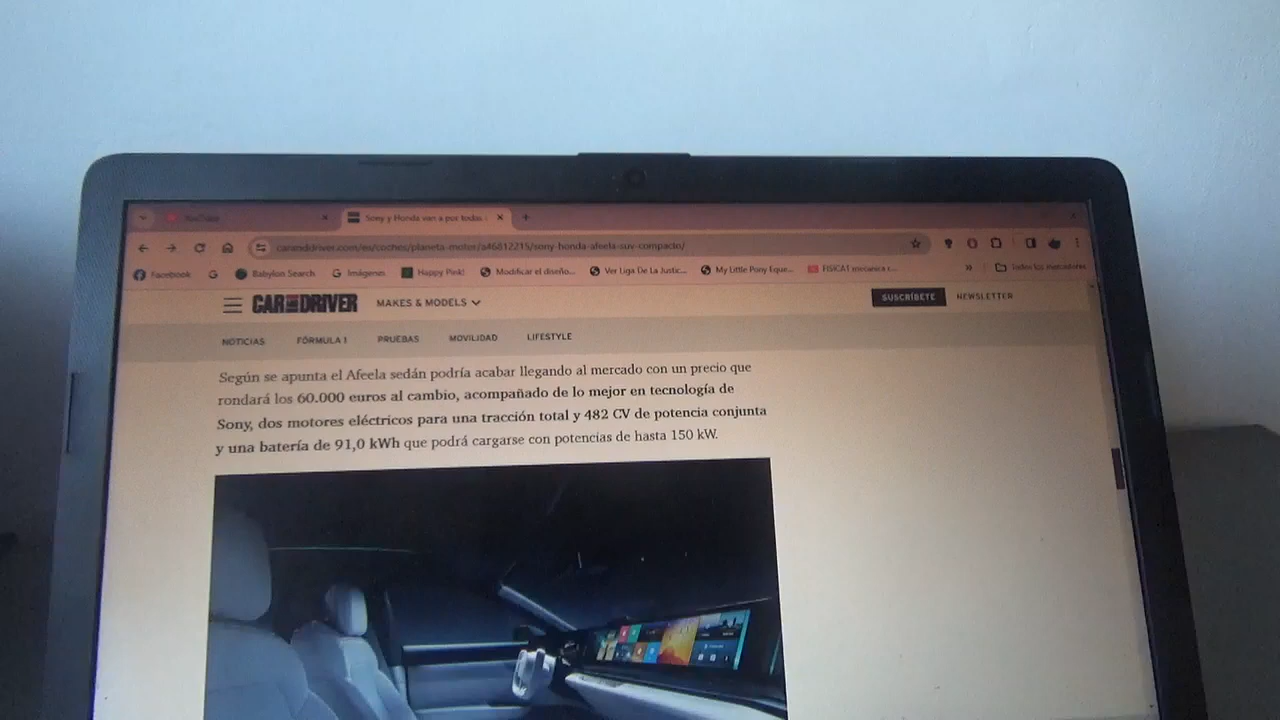 Sony y Honda van a por todas
caranddriver.com/es/coches/planeta-motor/a46812215/sony-honda-afeela-suv-compacto/
Facebook Babylon Search Imágenes Happy Pink! Modificar el diseño... Ver Liga De La Justic... My Little Pony Eque... FISICA1 mecánica c... » Todos los marcadores
CAR AND DRIVER MAKES & MODELS SUSCRÍBETE NEWSLETTER
NOTICIAS FÓRMULA 1 PRUEBAS MOVILIDAD LIFESTYLE
Según se apunta el Afeela sedán podría acabar llegando al mercado con un precio que
rondará los 60.000 euros al cambio, acompañado de lo mejor en tecnología de
Sony, dos motores eléctricos para una tracción total y 482 CV de potencia conjunta
y una batería de 91,0 kWh que podrá cargarse con potencias de hasta 150 kW.